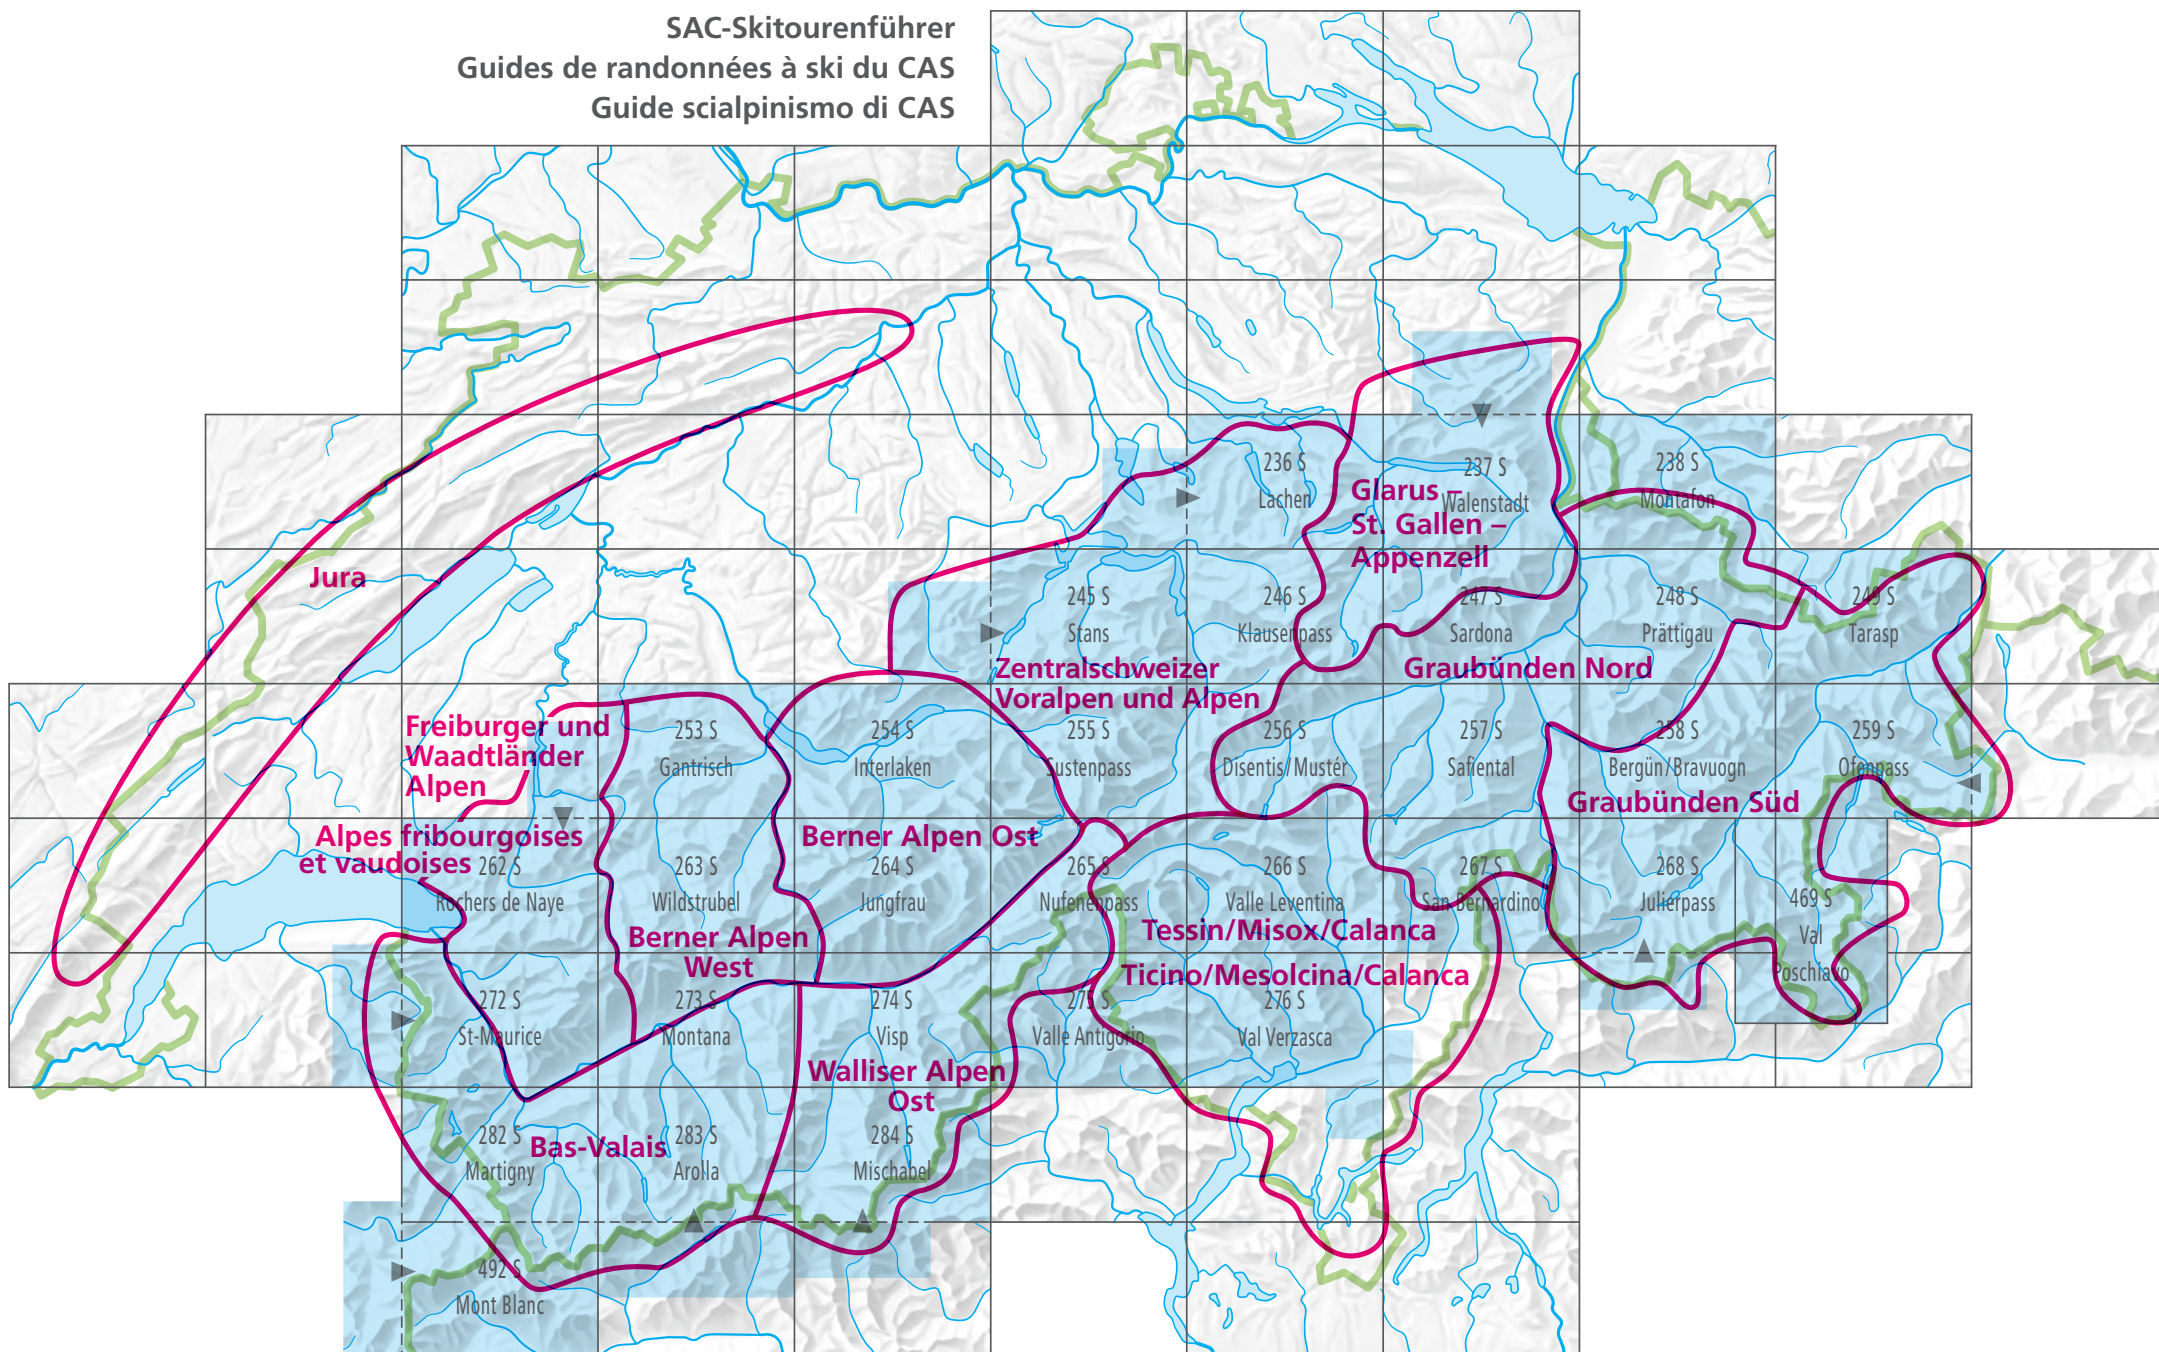 SAC-Skitourenführer
Guides de randonnées à ski du CAS
Guide scialpinismo di CAS
236 S
Lachen
237 S
Walenstadt
238 S
Montafon
Glarus –
St. Gallen –
Appenzell
Jura
245 S
Stans
246 S
Klausenpass
247 S
Sardona
248 S
Prättigau
249 S
Tarasp
Zentralschweizer
Voralpen und Alpen
Graubünden Nord
Freiburger und
Waadtländer
Alpen
253 S
Gantrisch
254 S
Interlaken
255 S
Sustenpass
256 S
Disentis/Mustér
257 S
Safiental
258 S
Bergün/Bravuogn
259 S
Ofenpass
Graubünden Süd
Alpes fribourgoises
et vaudoises
Berner Alpen Ost
262 S
Rochers de Naye
263 S
Wildstrubel
264 S
Jungfrau
265 S
Nufenenpass
266 S
Valle Leventina
267 S
San Bernardino
268 S
Julierpass
469 S
Val
Poschiavo
Berner Alpen
West
Tessin/Misox/Calanca
Ticino/Mesolcina/Calanca
272 S
St-Maurice
273 S
Montana
274 S
Visp
275 S
Valle Antigorio
276 S
Val Verzasca
Walliser Alpen
Ost
282 S
Martigny
Bas-Valais
283 S
Arolla
284 S
Mischabel
492 S
Mont Blanc